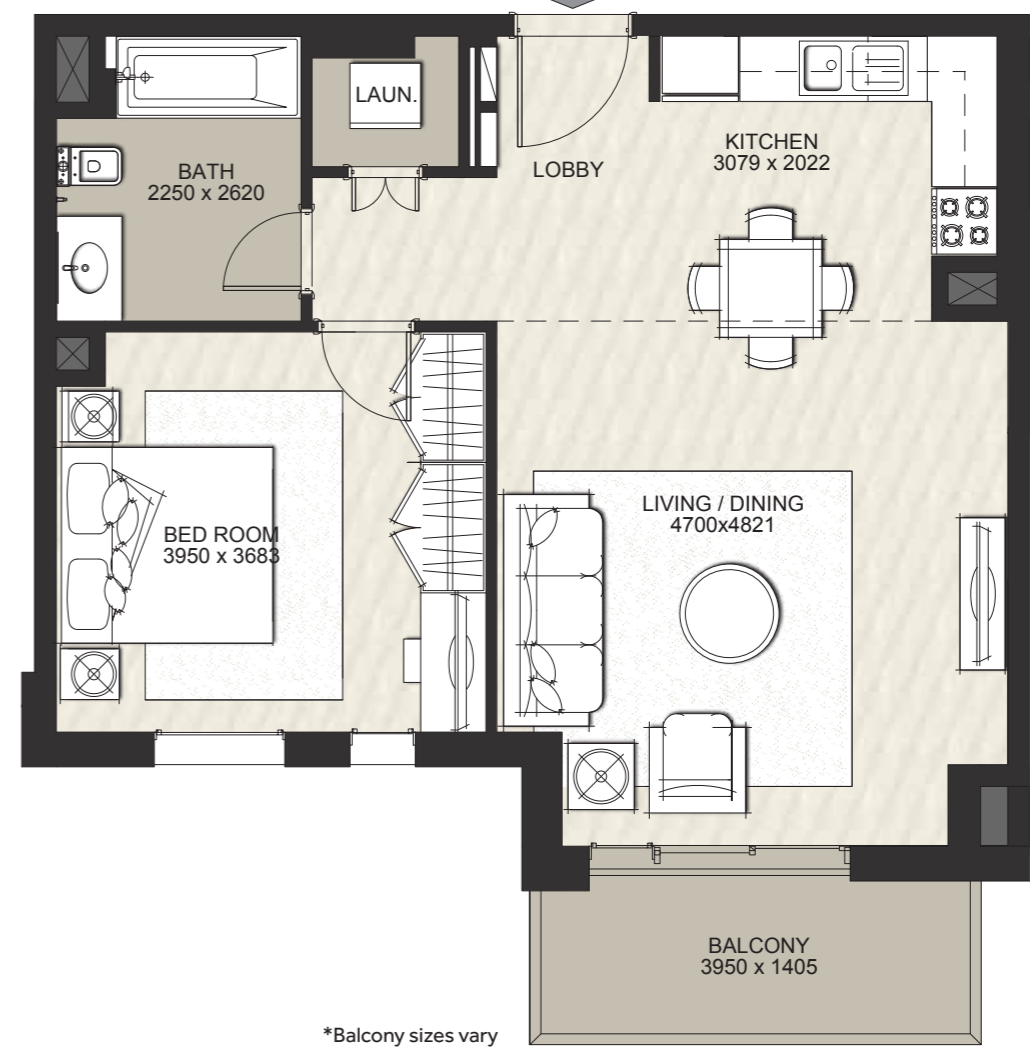 LAUN.
BATH
2250 x 2620
LOBBY
KITCHEN
3079 x 2022
LIVING / DINING
4700x4821
BED ROOM
3950 x 3683
BALCONY
3950 x 1405
*Balcony sizes vary